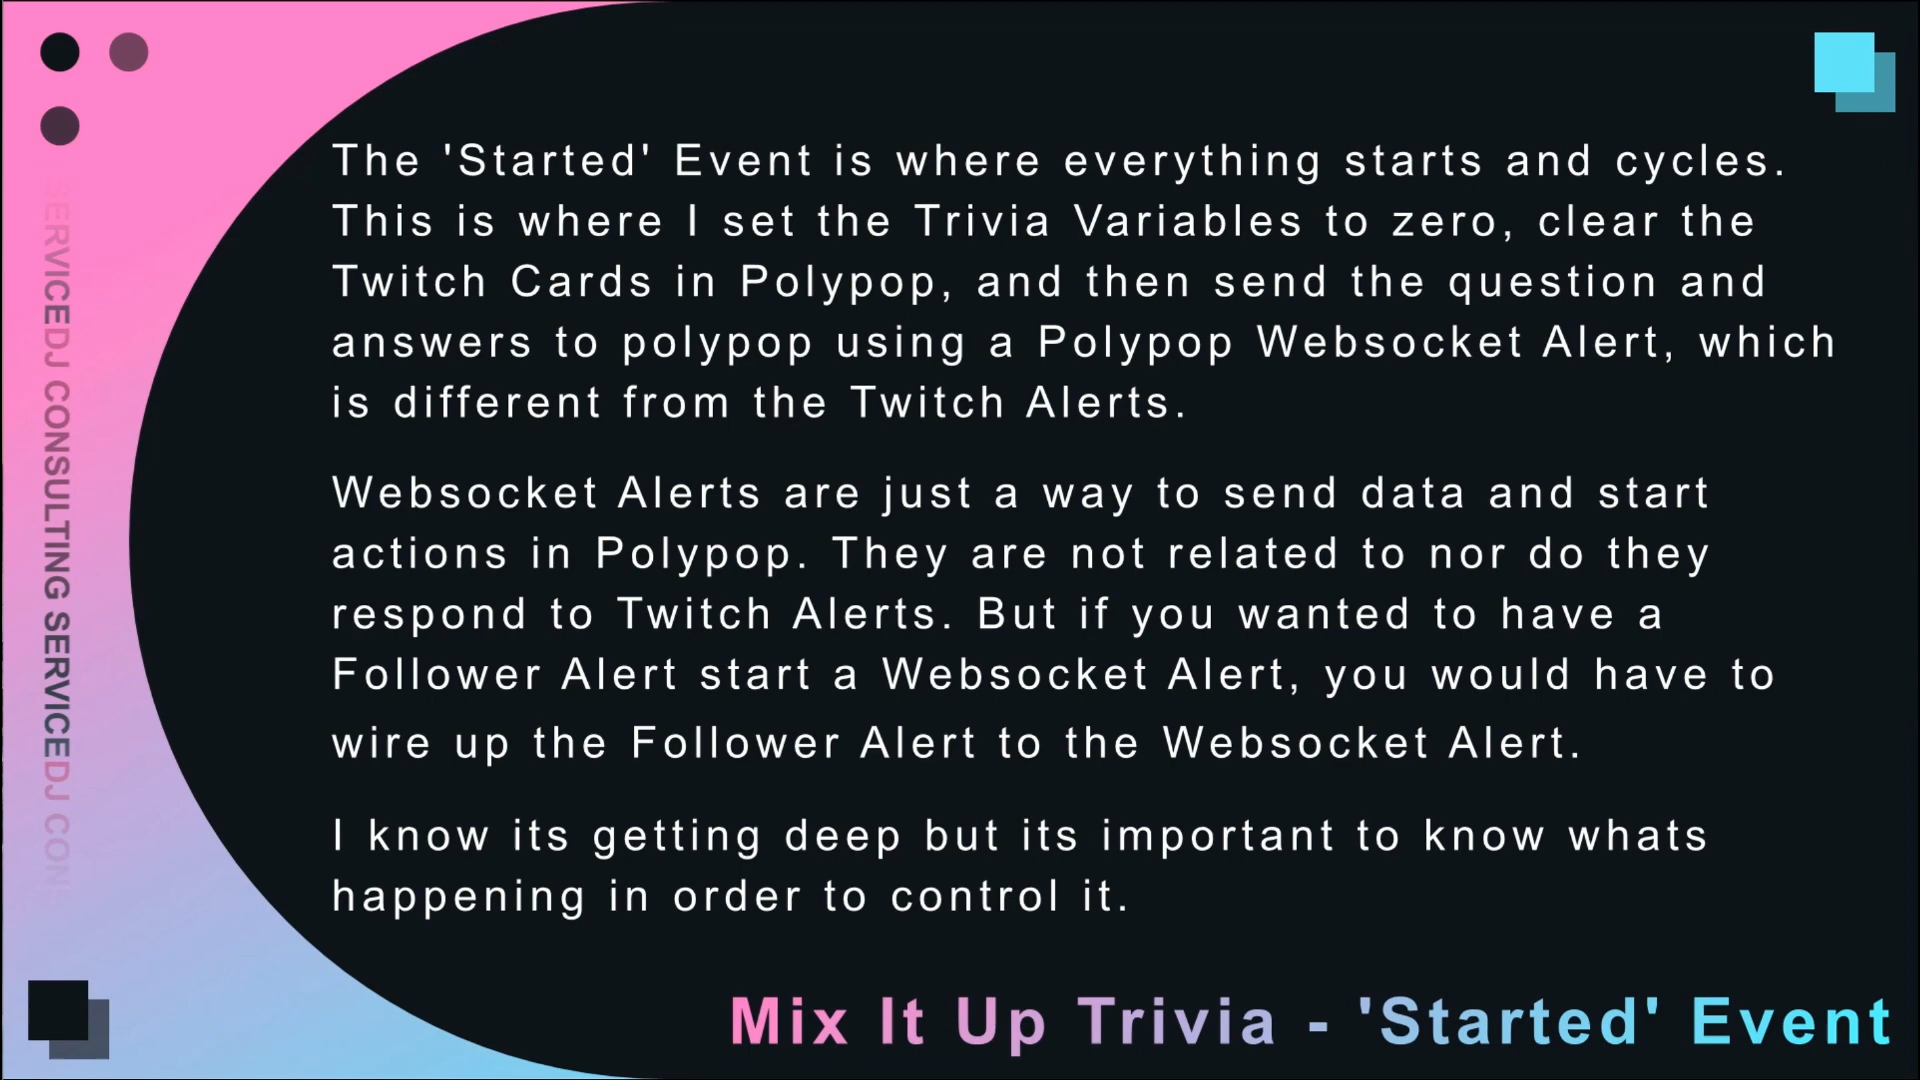 The 'Started' Event is where everything starts and cycles.
This is where I set the Trivia Variables to zero, clear the
Twitch Cards in Polypop, and then send the question and
answers to polypop using a Polypop Websocket Alert, which
is different from the Twitch Alerts.
Websocket Alerts are just a way to send data and start
actions in Polypop. They are not related to nor do they
respond to Twitch Alerts. But if you wanted to have a
Follower Alert start a Websocket Alert, you would have to
wire up the Follower Alert to the Websocket Alert.
I know its getting deep but its important to know whats
happening in order to control it.
Mix It Up Trivia - 'Started' Event
SERVICEDJ CONSULTING SERVICEDJ CONS